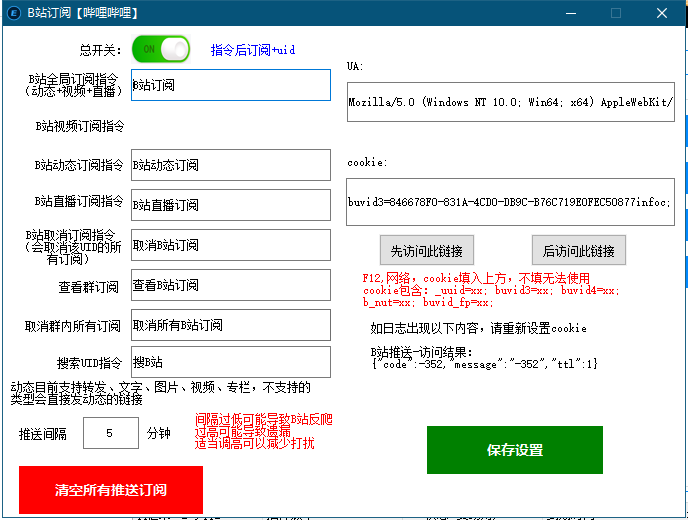 B站订阅【哔哩哔哩】
总开关：
ON
指令后订阅+uid
B站全局订阅指令
（动态+视频+直播）
B站订阅
B站视频订阅指令
B站动态订阅指令
B站动态订阅
B站直播订阅指令
B站直播订阅
B站取消订阅指令
（会取消该UID的所
有订阅）
取消B站订阅
查看群订阅
查看B站订阅
取消群内所有订阅
取消所有B站订阅
搜索UID指令
搜B站
动态目前支持转发、文字、图片、视频、专栏，不支持的
类型会直接发动态的链接
推送间隔
5
分钟
间隔过低可能导致B站反爬
过高可能导致遗漏
适当调高可以减少打扰
清空所有推送订阅
UA:
Mozilla/5.0 (Windows NT 10.0; Win64; x64) AppleWebKit/
cookie:
buvid3=846678F0-831A-4CD0-DB9C-B76C719E0FEC50877infoc;
先访问此链接
后访问此链接
F12,网络，cookie填入上方，不填无法使用
cookie包含：_uuid=xx; buvid3=xx; buvid4=xx;
b_nut=xx; buvid_fp=xx;
如日志出现以下内容，请重新设置cookie
B站推送-访问结果：
{"code":-352,"message":"-352","ttl":1}
保存设置